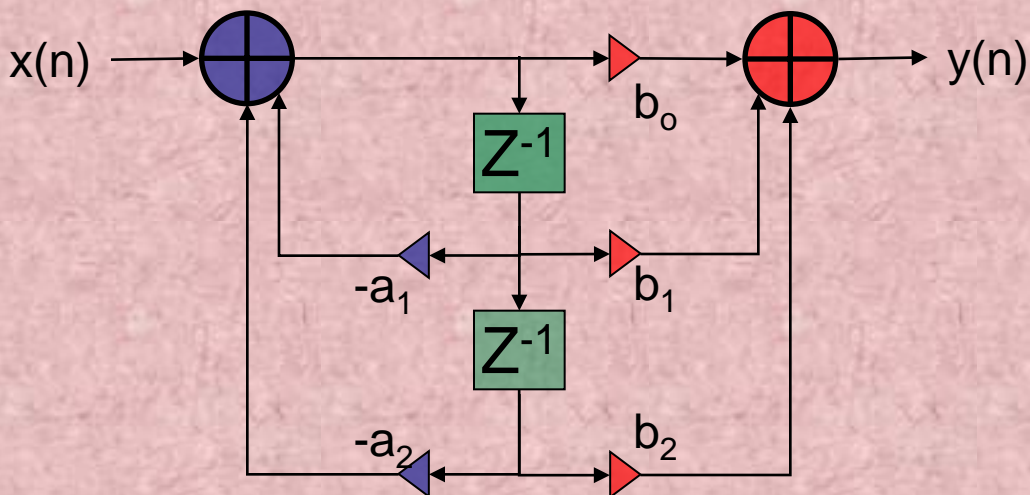 x(n) y(n)
b₀
Z⁻¹
-a₁ b₁
Z⁻¹
-a₂ b₂